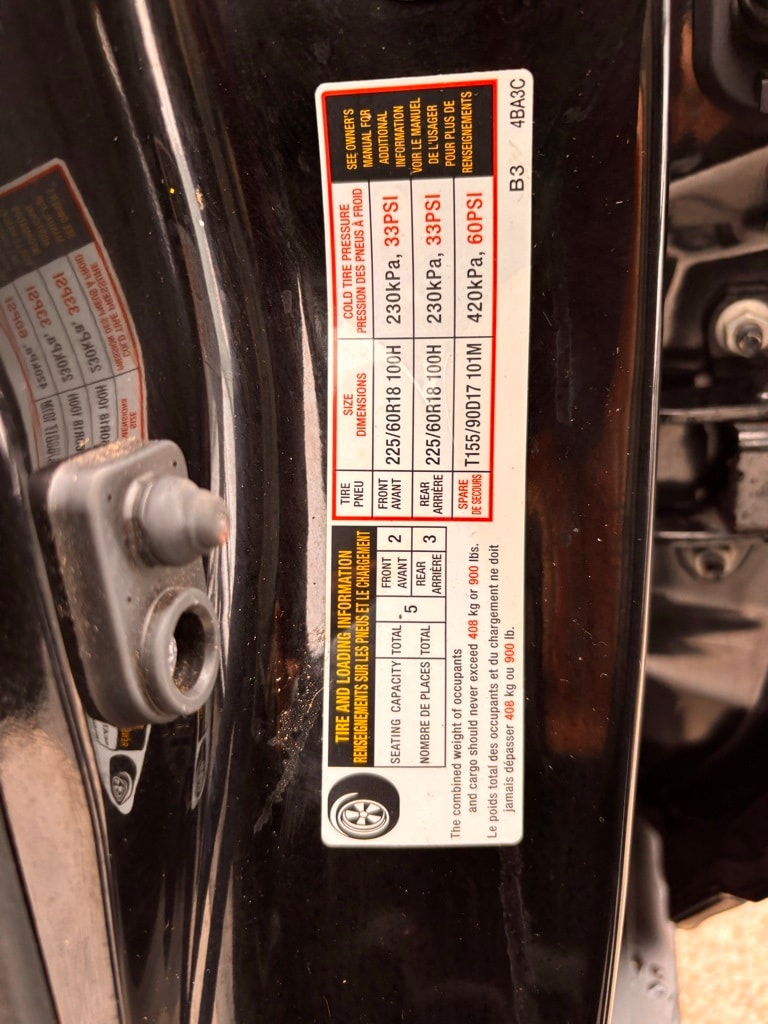 TIRE AND LOADING INFORMATION
RENSEIGNEMENTS SUR LES PNEUS ET LE CHARGEMENT
SEATING CAPACITY TOTAL - 5 FRONT 2
NOMBRE DE PLACES TOTAL AVANT
REAR 3
ARRIÈRE
The combined weight of occupants
and cargo should never exceed 408 kg or 900 lbs.
Le poids total des occupants et du chargement ne doit
jamais dépasser 408 kg ou 900 lb.
TIRE SIZE COLD TIRE PRESSURE
PNEU DIMENSIONS PRESSION DES PNEUS À FROID
FRONT 225/60R18 100H 230kPa, 33PSI
AVANT
REAR 225/60R18 100H 230kPa, 33PSI
ARRIÈRE
SPARE T155/90D17 101M 420kPa, 60PSI
DE SECOURS
SEE OWNER'S
MANUAL FOR
ADDITIONAL
INFORMATION
VOIR LE MANUEL
DE L'USAGER
POUR PLUS DE
RENSEIGNEMENTS
B3 4BA3C